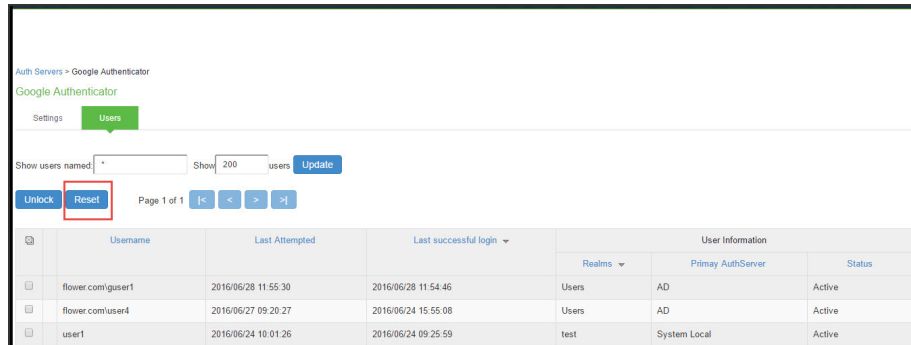 Auth Servers > Google Authenticator
Google Authenticator
Settings Users
Show users named: * Show 200 users Update
Unlock Reset Page 1 of 1 |< < > >|
Username Last Attempted Last successful login User Information
Realms Primay AuthServer Status
flower.com\guser1 2016/06/28 11:55:30 2016/06/28 11:54:46 Users AD Active
flower.com\user4 2016/06/27 09:20:27 2016/06/24 15:55:08 Users AD Active
user1 2016/06/24 10:01:26 2016/06/24 09:25:59 test System Local Active